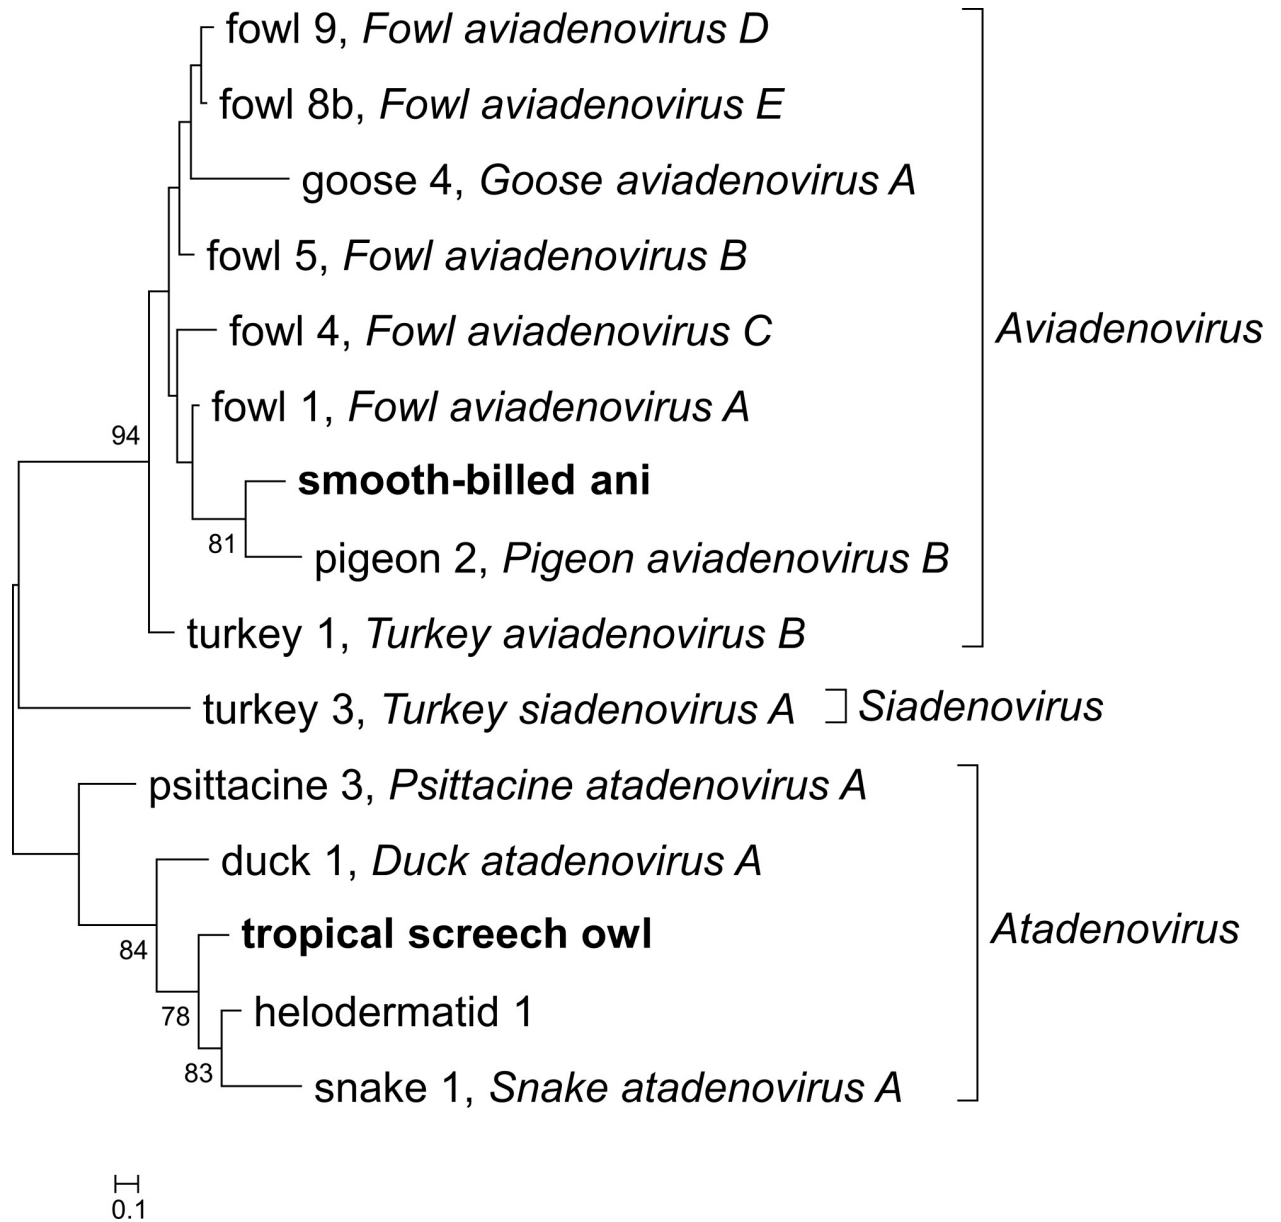 fowl 9, Fowl aviadenovirus D
fowl 8b, Fowl aviadenovirus E
goose 4, Goose aviadenovirus A
fowl 5, Fowl aviadenovirus B
fowl 4, Fowl aviadenovirus C
Aviadenovirus
fowl 1, Fowl aviadenovirus A
94
smooth-billed ani
81
pigeon 2, Pigeon aviadenovirus B
turkey 1, Turkey aviadenovirus B
turkey 3, Turkey siadenovirus A
Siadenovirus
psittacine 3, Psittacine atadenovirus A
duck 1, Duck atadenovirus A
tropical screech owl
Atadenovirus
84
helodermatid 1
78
83
snake 1, Snake atadenovirus A
0.1